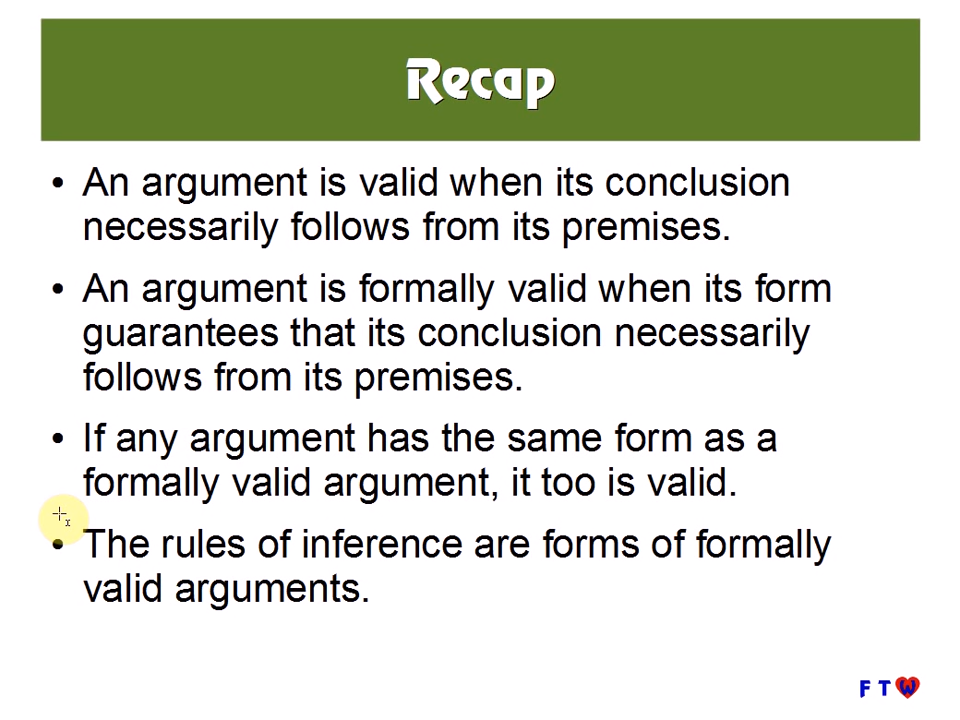 Recap
• An argument is valid when its conclusion
necessarily follows from its premises.
• An argument is formally valid when its form
guarantees that its conclusion necessarily
follows from its premises.
• If any argument has the same form as a
formally valid argument, it too is valid.
• The rules of inference are forms of formally
valid arguments.
F T W